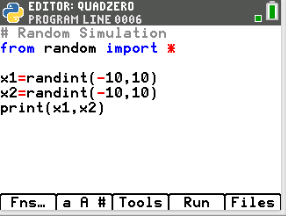 EDITOR: QUADZERO
PROGRAM LINE 0006
# Random Simulation
from random import *
x1=randint(-10,10)
x2=randint(-10,10)
print(x1,x2)
Fns… a A # Tools Run Files